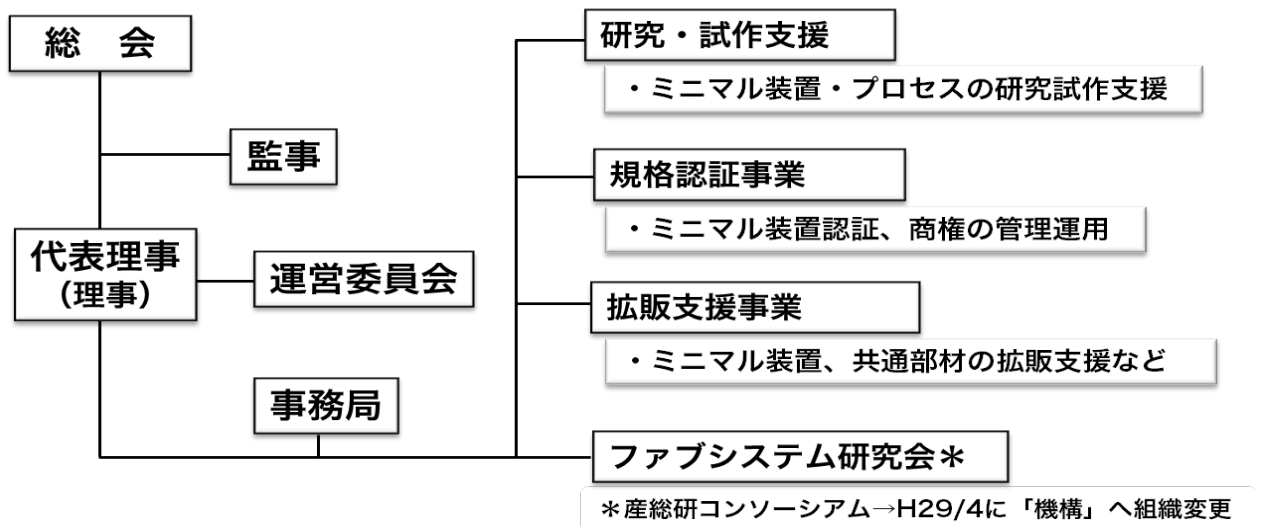 総　会
監事
代表理事
（理事）
運営委員会
事務局
研究・試作支援
・ミニマル装置・プロセスの研究試作支援
規格認証事業
・ミニマル装置認証、商権の管理運用
拡販支援事業
・ミニマル装置、共通部材の拡販支援など
ファブシステム研究会＊
＊産総研コンソーシアム→H29/4に「機構」へ組織変更